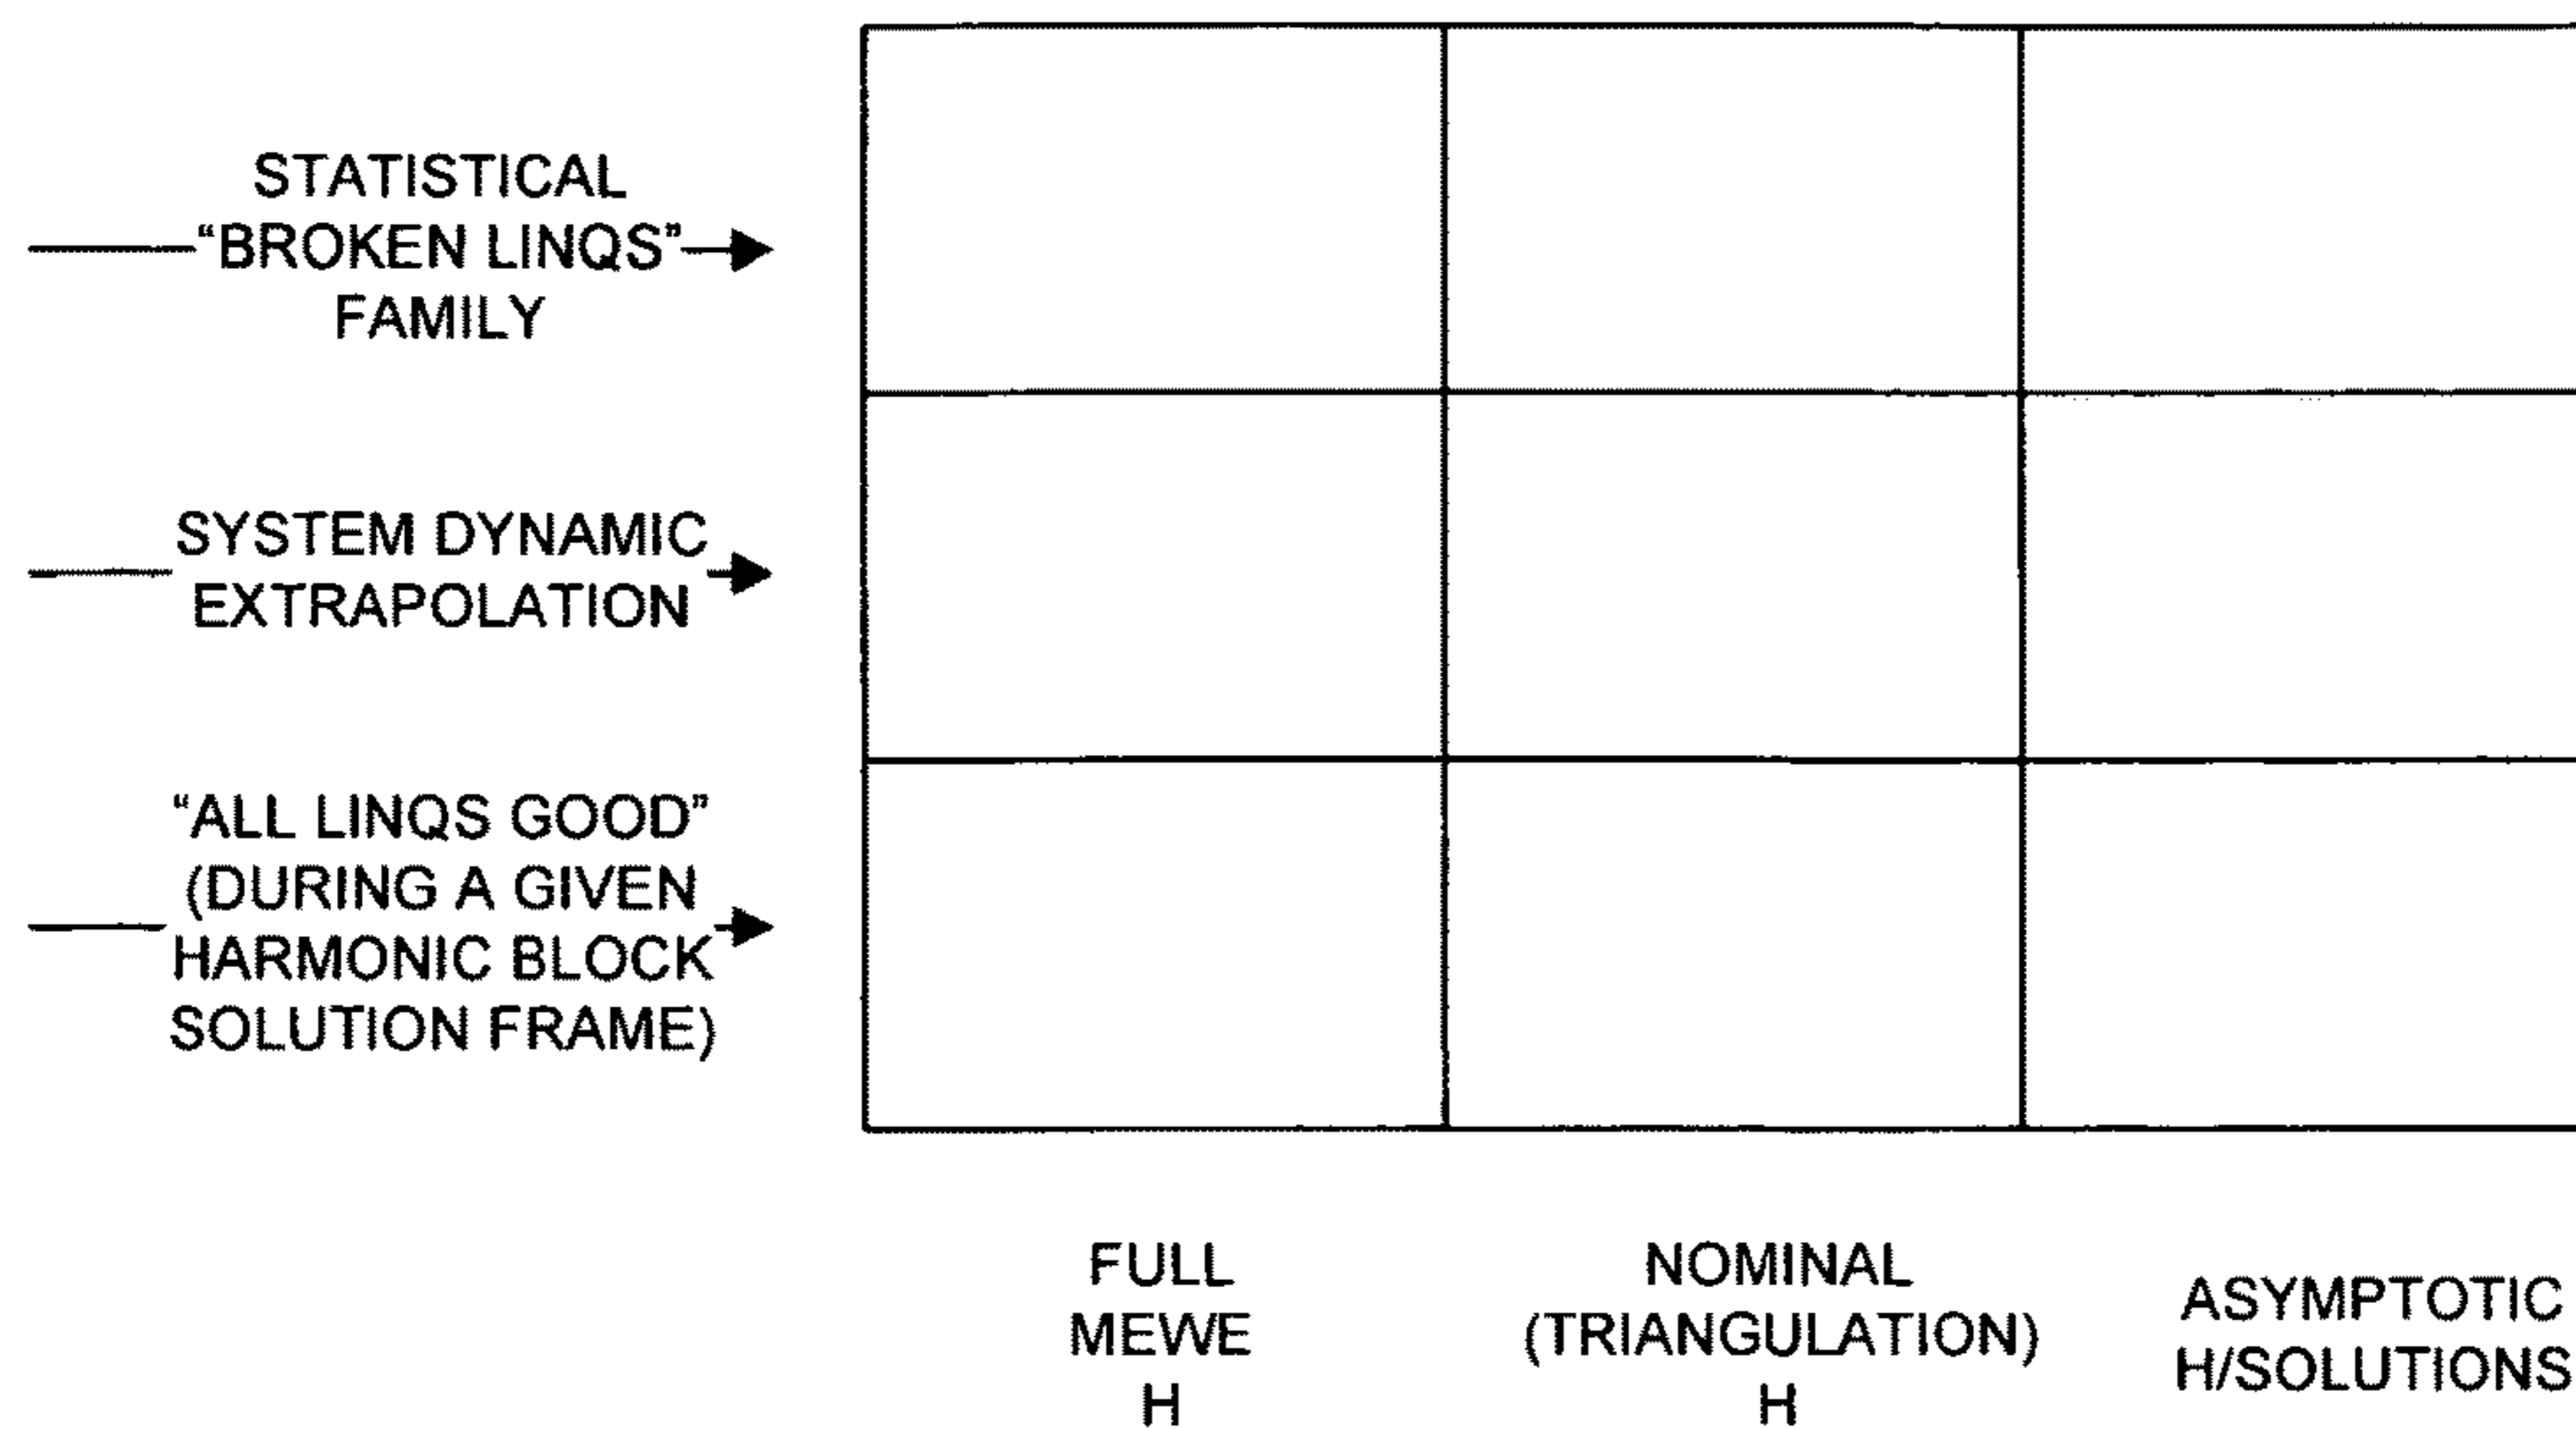 STATISTICAL
“BROKEN LINQS”
FAMILY
SYSTEM DYNAMIC
EXTRAPOLATION
“ALL LINQS GOOD”
(DURING A GIVEN
HARMONIC BLOCK
SOLUTION FRAME)
FULL
MEWE
H
NOMINAL
(TRIANGULATION)
H
ASYMPTOTIC
H/SOLUTIONS